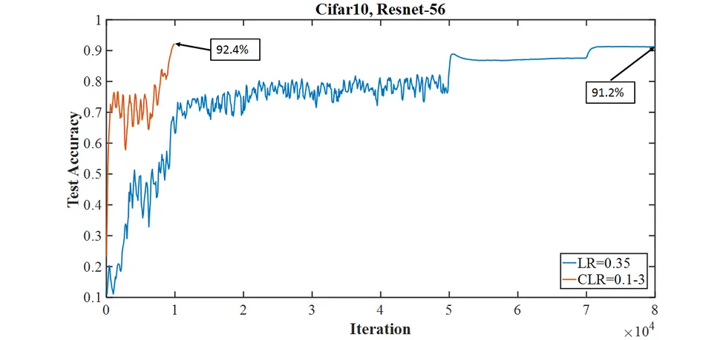 Cifar10, Resnet-56
1
0.9
0.8
0.7
0.6
0.5
0.4
0.3
0.2
0.1
Test Accuracy
92.4%
91.2%
LR=0.35
CLR=0.1-3
0 1 2 3 4 5 6 7 8
Iteration
×10⁴